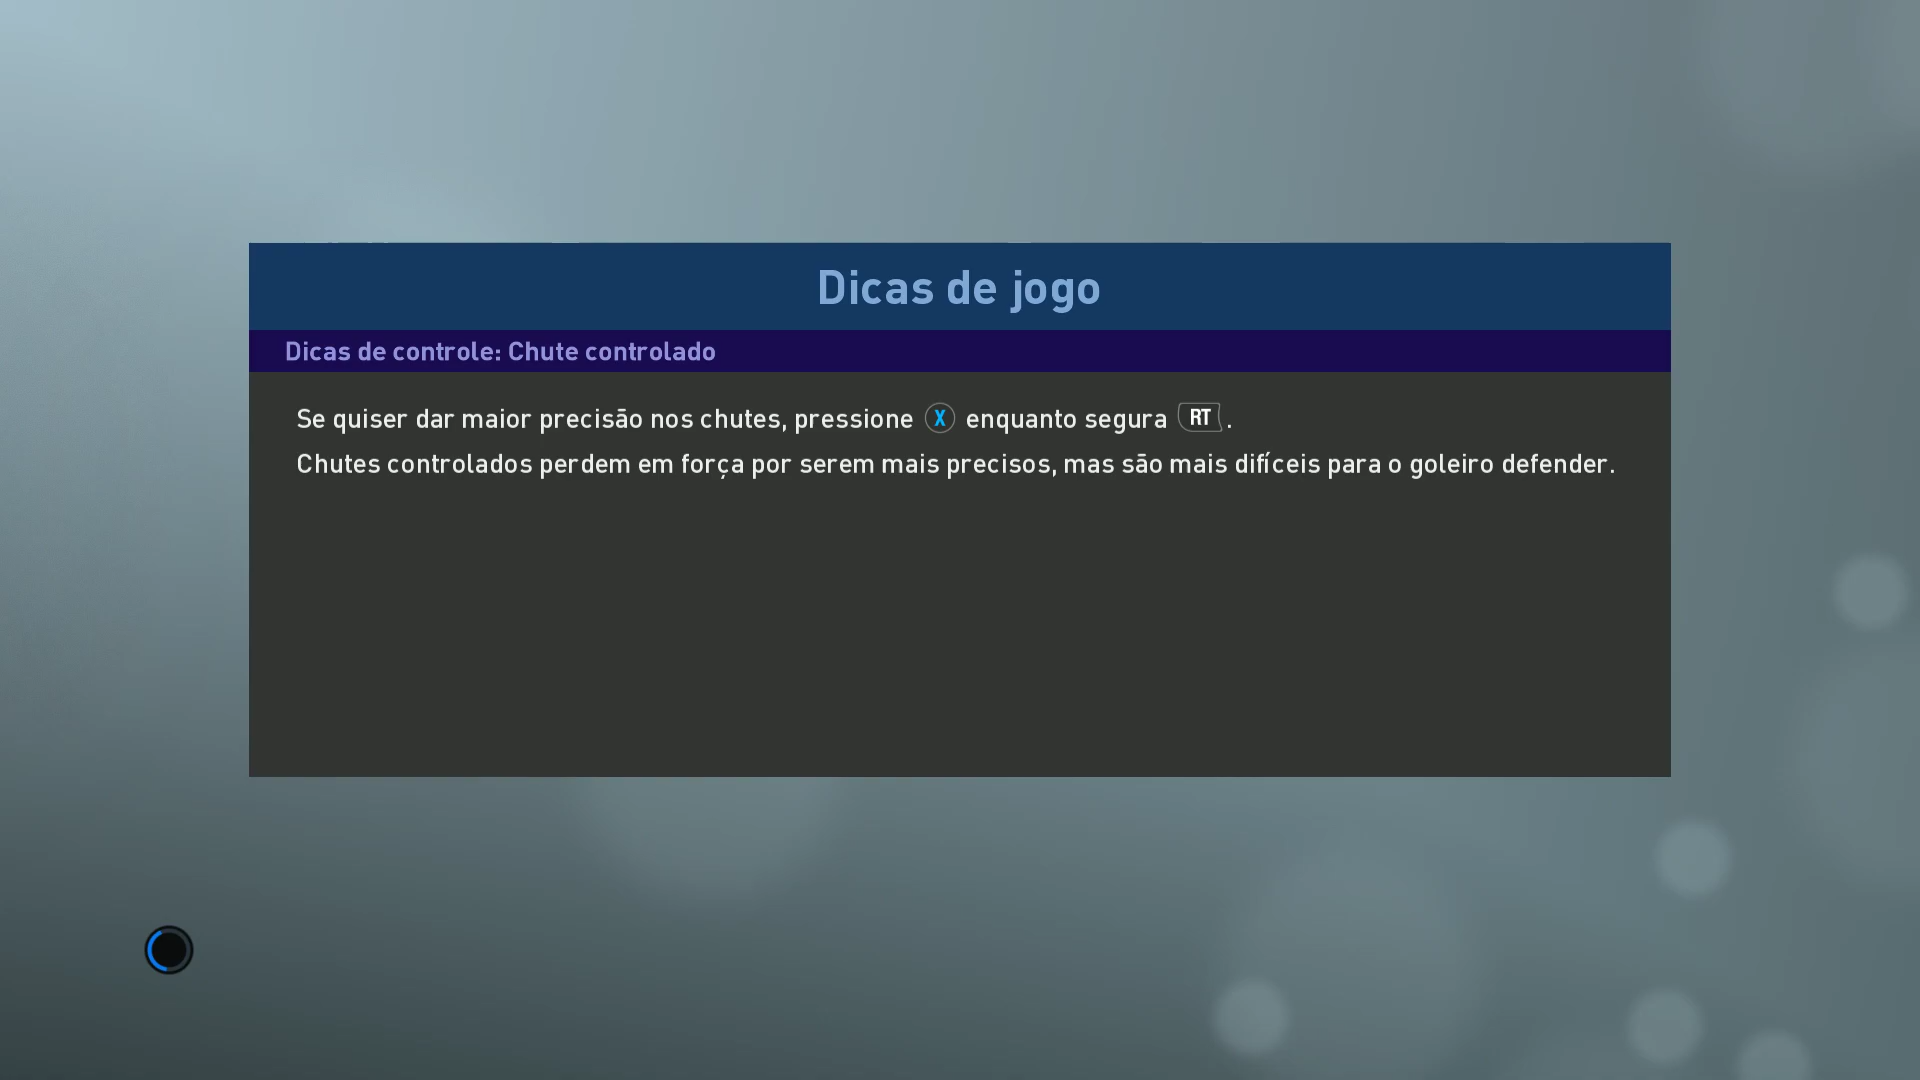 Dicas de jogo
Dicas de controle: Chute controlado
Se quiser dar maior precisão nos chutes, pressione X enquanto segura RT.
Chutes controlados perdem em força por serem mais precisos, mas são mais difíceis para o goleiro defender.